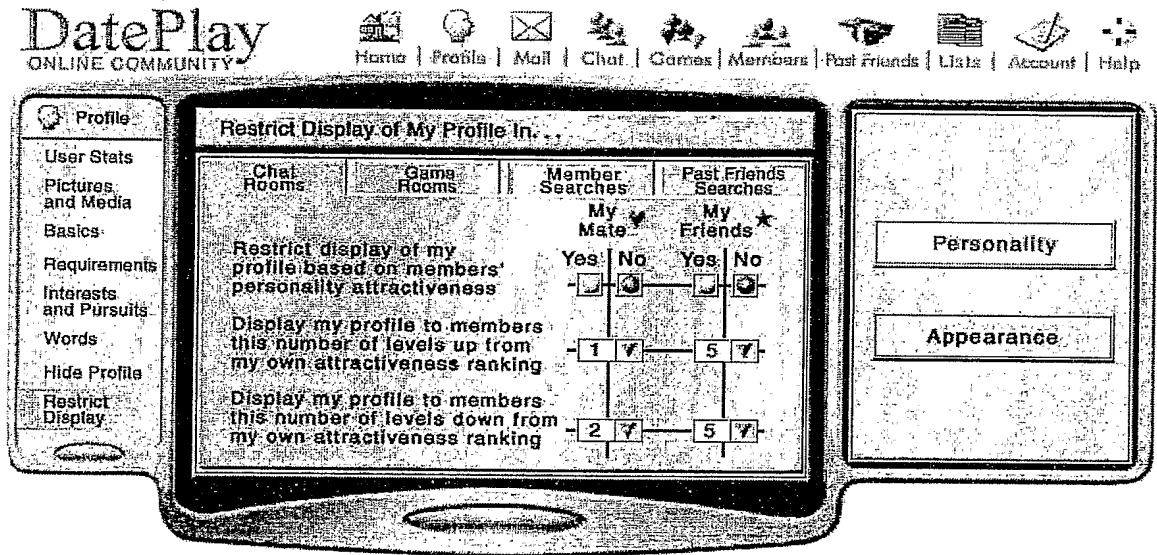 DatePlay
ONLINE COMMUNITY
Home | Profile | Mail | Chat | Games | Members | Past Friends | Lists | Account | Help
Profile
User Stats
Pictures
and Media
Basics
Requirements
Interests
and Pursuits
Words
Hide Profile
Restrict
Display
Restrict Display of My Profile In. . .
Chat
Rooms
Game
Rooms
Member
Searches
Past Friends
Searches
My
Mate
My
Friends
Yes No Yes No
Restrict display of my
profile based on members'
personality attractiveness
Display my profile to members
this number of levels up from
my own attractiveness ranking
1 5
Display my profile to members
this number of levels down from
my own attractiveness ranking
2 5
Personality
Appearance